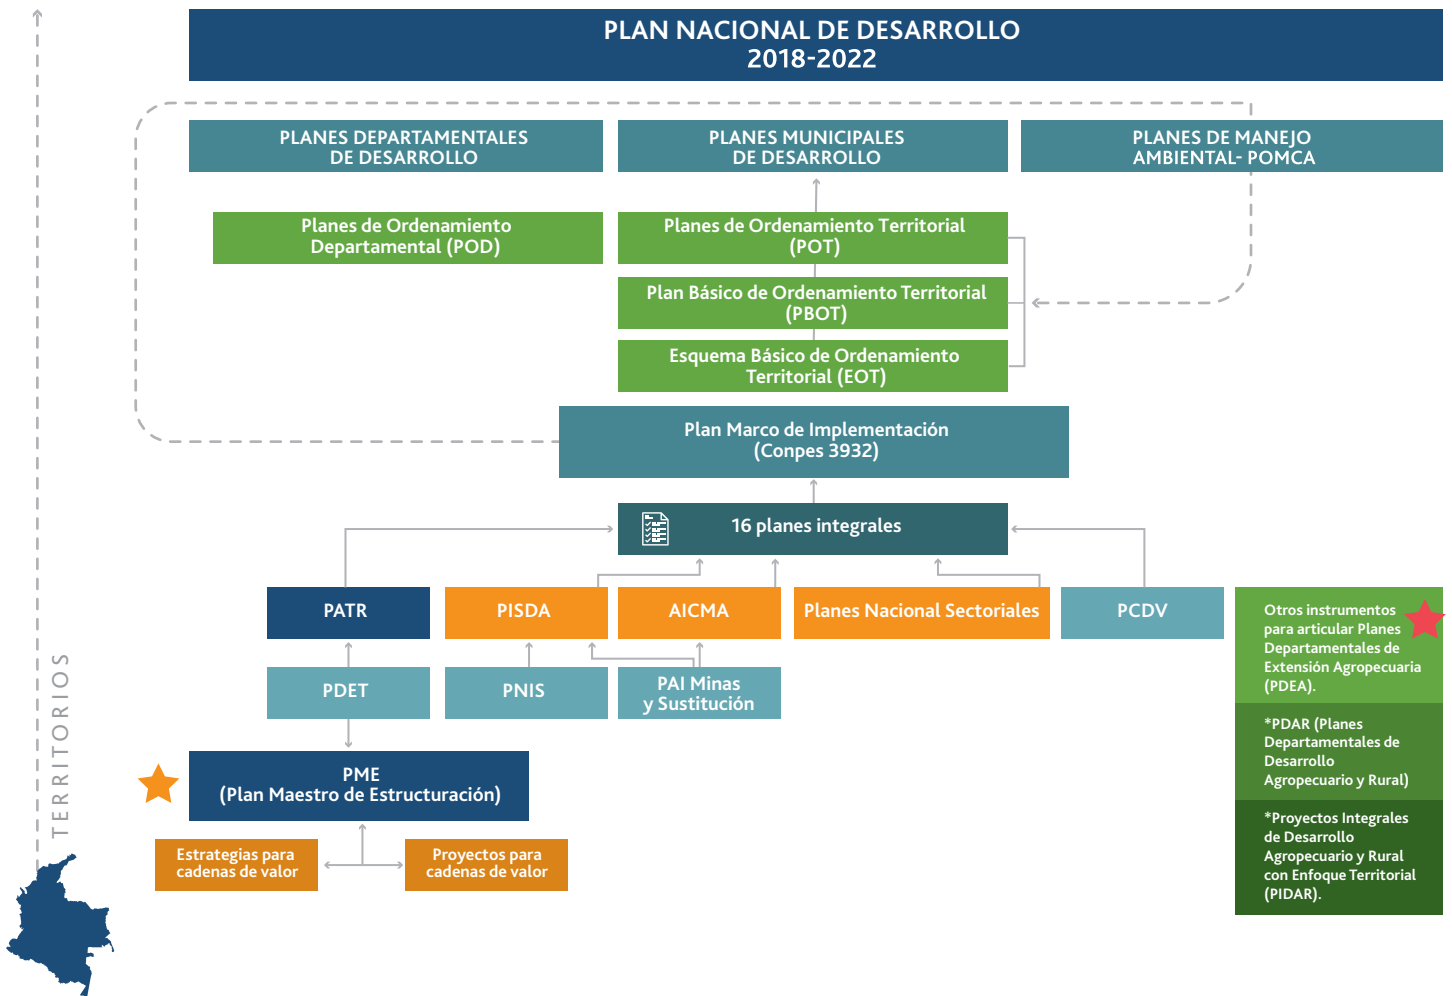 PLAN NACIONAL DE DESARROLLO
2018-2022
PLANES DEPARTAMENTALES
DE DESARROLLO
PLANES MUNICIPALES
DE DESARROLLO
PLANES DE MANEJO
AMBIENTAL- POMCA
Planes de Ordenamiento
Departamental (POD)
Planes de Ordenamiento Territorial
(POT)
Plan Básico de Ordenamiento Territorial
(PBOT)
Esquema Básico de Ordenamiento
Territorial (EOT)
Plan Marco de Implementación
(Conpes 3932)
16 planes integrales
PATR
PISDA
AICMA
Planes Nacional Sectoriales
PCDV
PDET
PNIS
PAI Minas
y Sustitución
PME
(Plan Maestro de Estructuración)
Estrategias para
cadenas de valor
Proyectos para
cadenas de valor
Otros instrumentos
para articular Planes
Departamentales de
Extensión Agropecuaria
(PDEA).
*PDAR (Planes
Departamentales de
Desarrollo
Agropecuario y Rural)
*Proyectos Integrales
de Desarrollo
Agropecuario y Rural
con Enfoque Territorial
(PIDAR).
TERRITORIOS